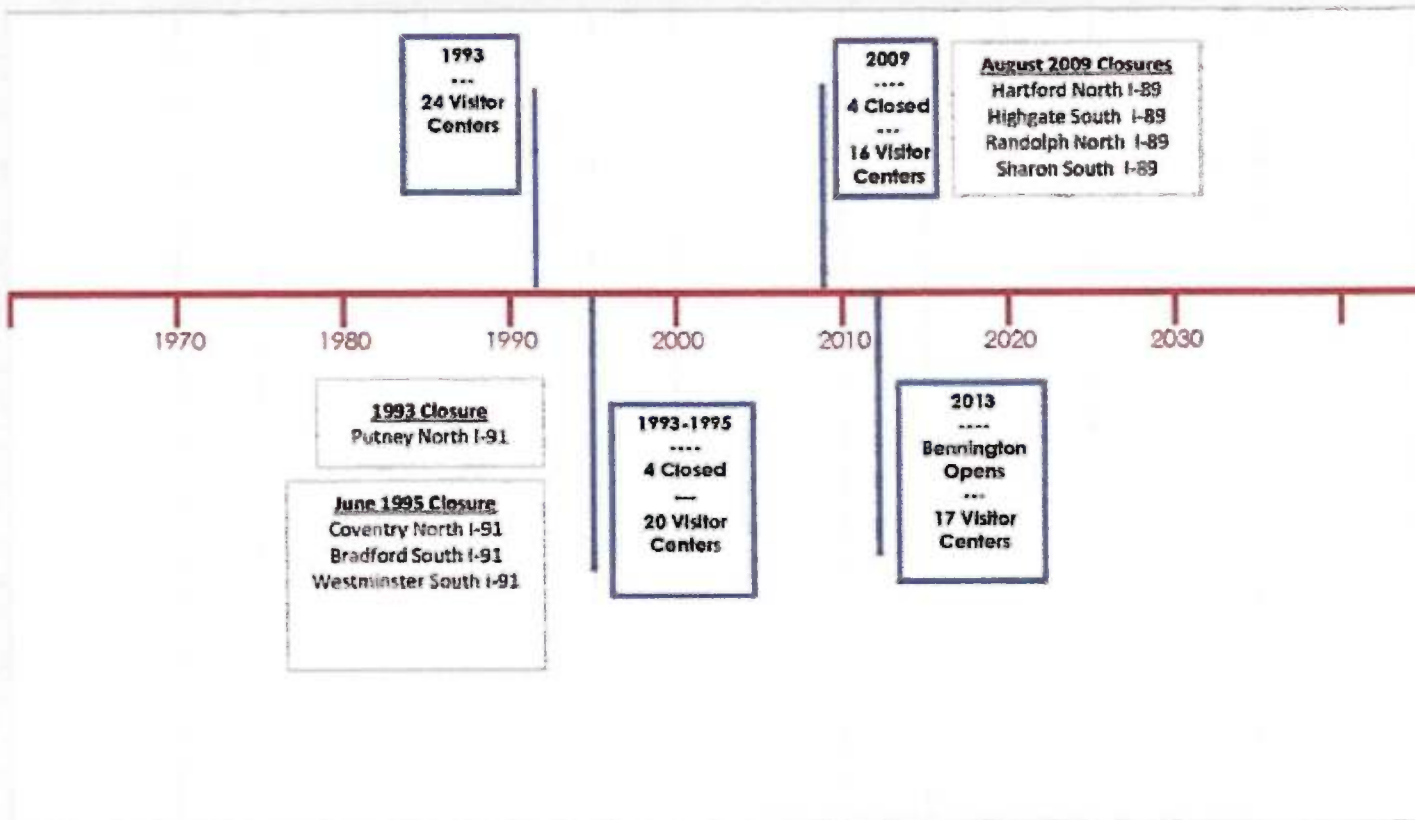 1993
---
24 Visitor
Centers
2009
----
4 Closed
---
16 Visitor
Centers
August 2009 Closures
Hartford North I-89
Highgate South I-89
Randolph North I-89
Sharon South I-89
1970
1980
1990
2000
2010
2020
2030
1993 Closure
Putney North I-91
June 1995 Closure
Coventry North I-91
Bradford South I-91
Westminster South I-91
1993-1995
----
4 Closed
---
20 Visitor
Centers
2013
----
Bennington
Opens
---
17 Visitor
Centers